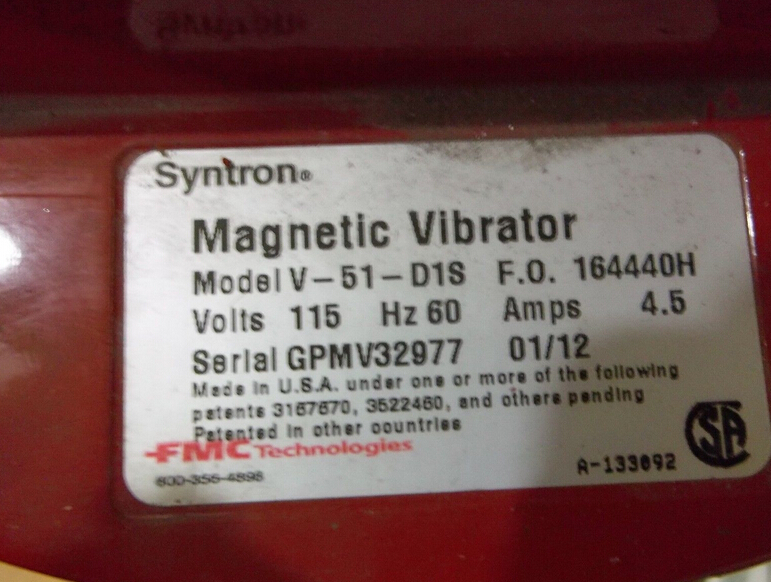 Syntron®
Magnetic Vibrator
Model V-51-D1S F.O. 164440H
Volts 115 Hz 60 Amps 4.5
Serial GPMV32977 01/12
Made in U.S.A. under one or more of the following
patents 3167670, 3522460, and others pending
Patented in other countries
FMC Technologies
800-356-4898
A-133092
SA